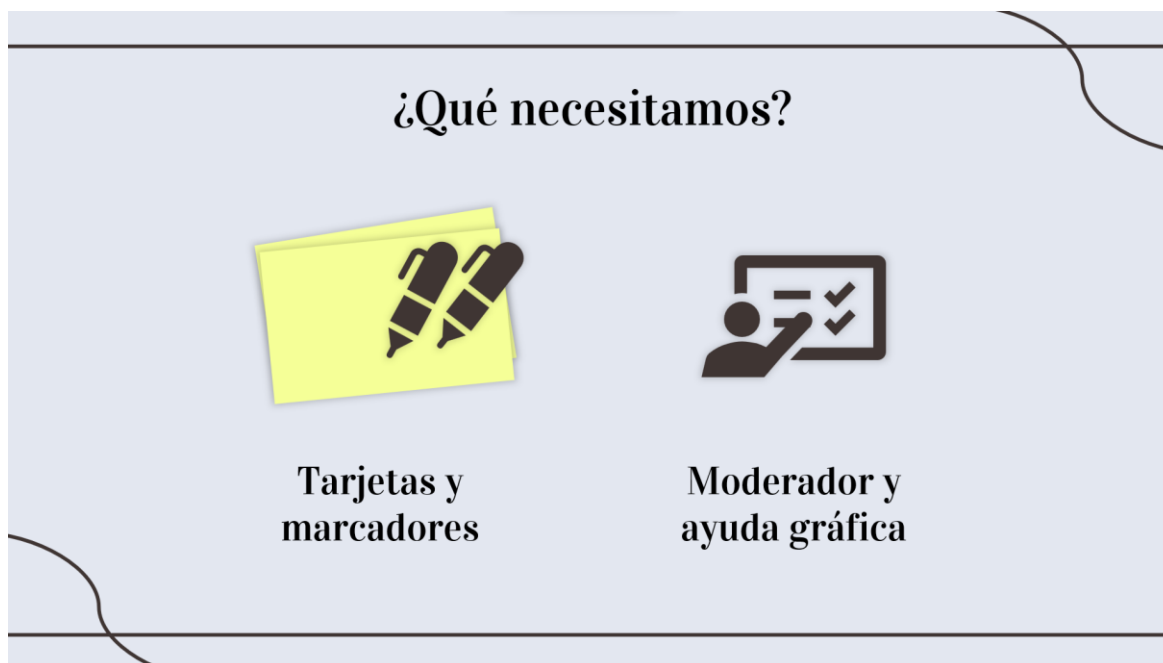 ¿Qué necesitamos?
Tarjetas y
marcadores
Moderador y
ayuda gráfica